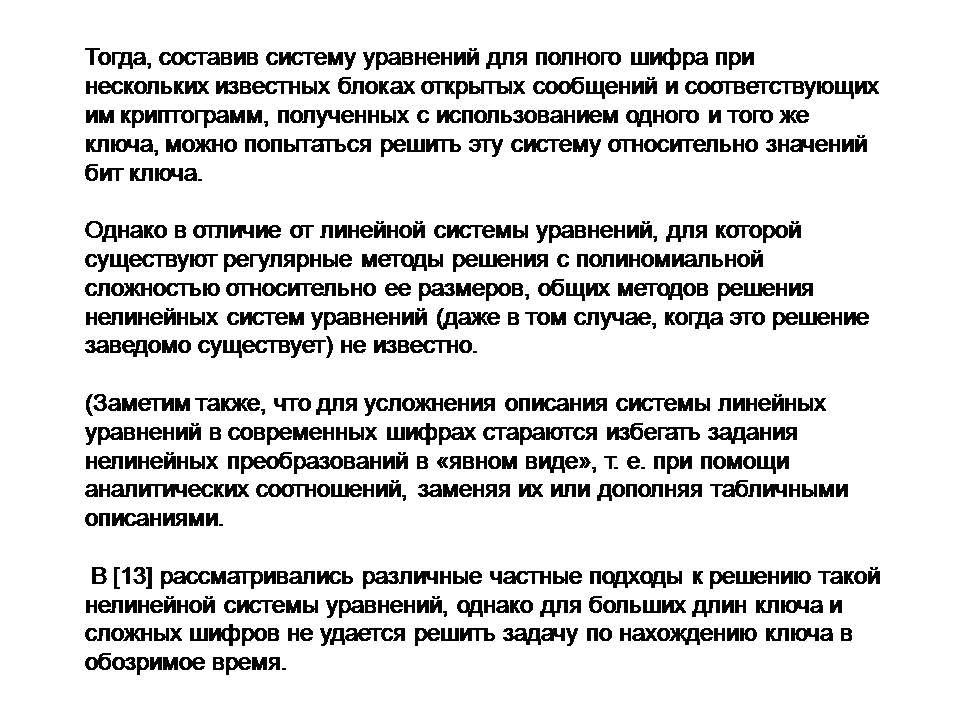 Тогда, составив систему уравнений для полного шифра при
нескольких известных блоках открытых сообщений и соответствующих
им криптограмм, полученных с использованием одного и того же
ключа, можно попытаться решить эту систему относительно значений
бит ключа.
Однако в отличие от линейной системы уравнений, для которой
существуют регулярные методы решения с полиномиальной
сложностью относительно ее размеров, общих методов решения
нелинейных систем уравнений (даже в том случае, когда это решение
заведомо существует) не известно.
(Заметим также, что для усложнения описания системы линейных
уравнений в современных шифрах стараются избегать задания
нелинейных преобразований в «явном виде», т. е. при помощи
аналитических соотношений, заменяя их или дополняя табличными
описаниями.
В [13] рассматривались различные частные подходы к решению такой
нелинейной системы уравнений, однако для больших длин ключа и
сложных шифров не удается решить задачу по нахождению ключа в
обозримое время.